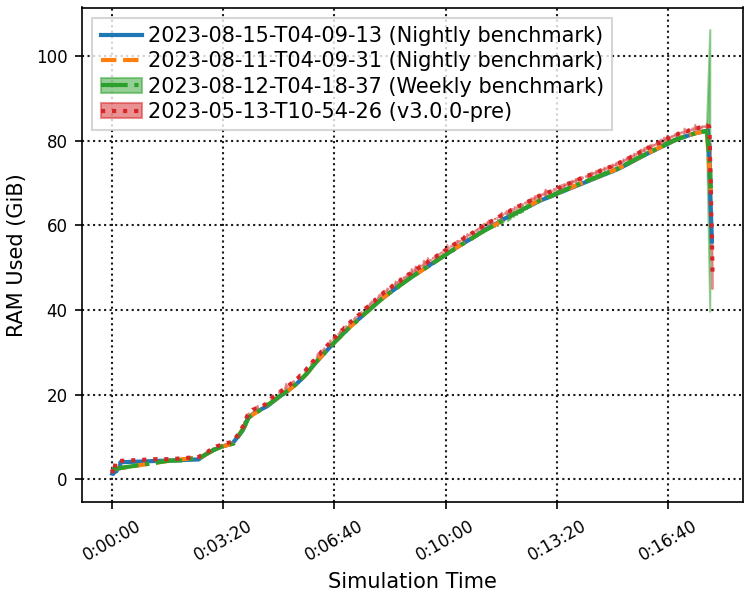 2023-08-15-T04-09-13 (Nightly benchmark)
2023-08-11-T04-09-31 (Nightly benchmark)
2023-08-12-T04-18-37 (Weekly benchmark)
2023-05-13-T10-54-26 (v3.0.0-pre)
100
80
60
40
20
0
RAM Used (GiB)
0:00:00
0:03:20
0:06:40
0:10:00
0:13:20
0:16:40
Simulation Time